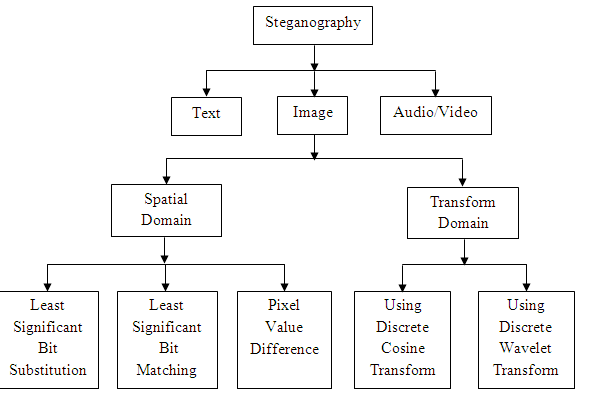 Steganography
Text
Image
Audio/Video
Spatial
Domain
Transform
Domain
Least
Significant
Bit
Substitution
Least
Significant
Bit
Matching
Pixel
Value
Difference
Using
Discrete
Cosine
Transform
Using
Discrete
Wavelet
Transform